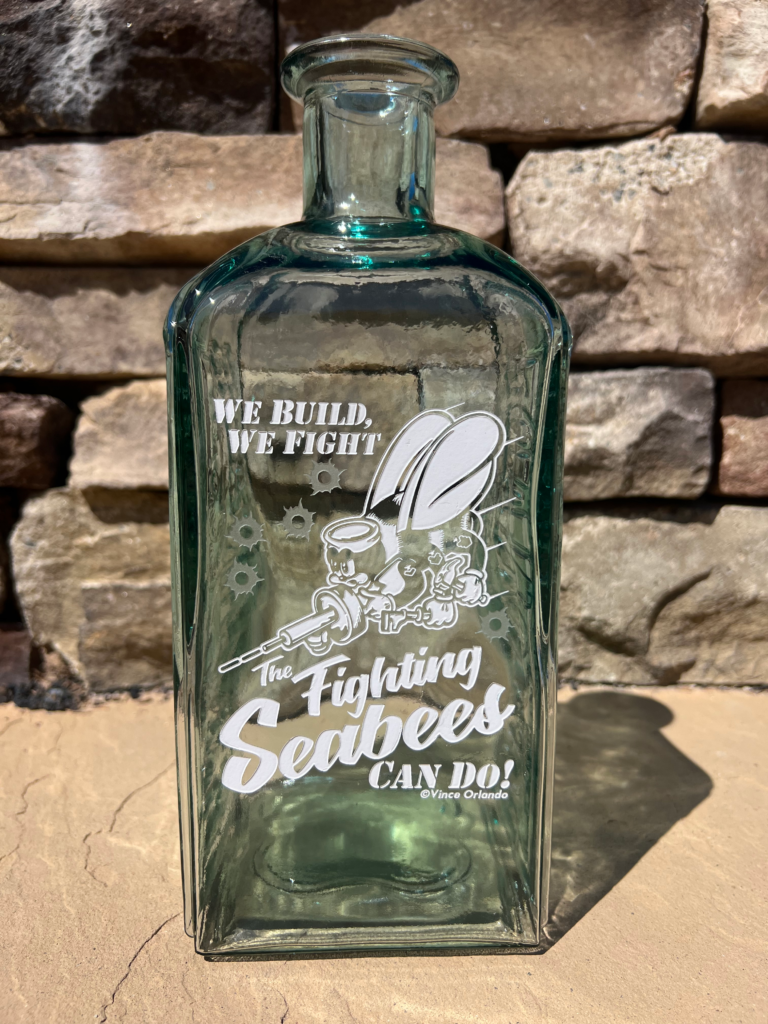 WE BUILD,
WE FIGHT
The Fighting
Seabees
CAN DO!
©Vince Orlando